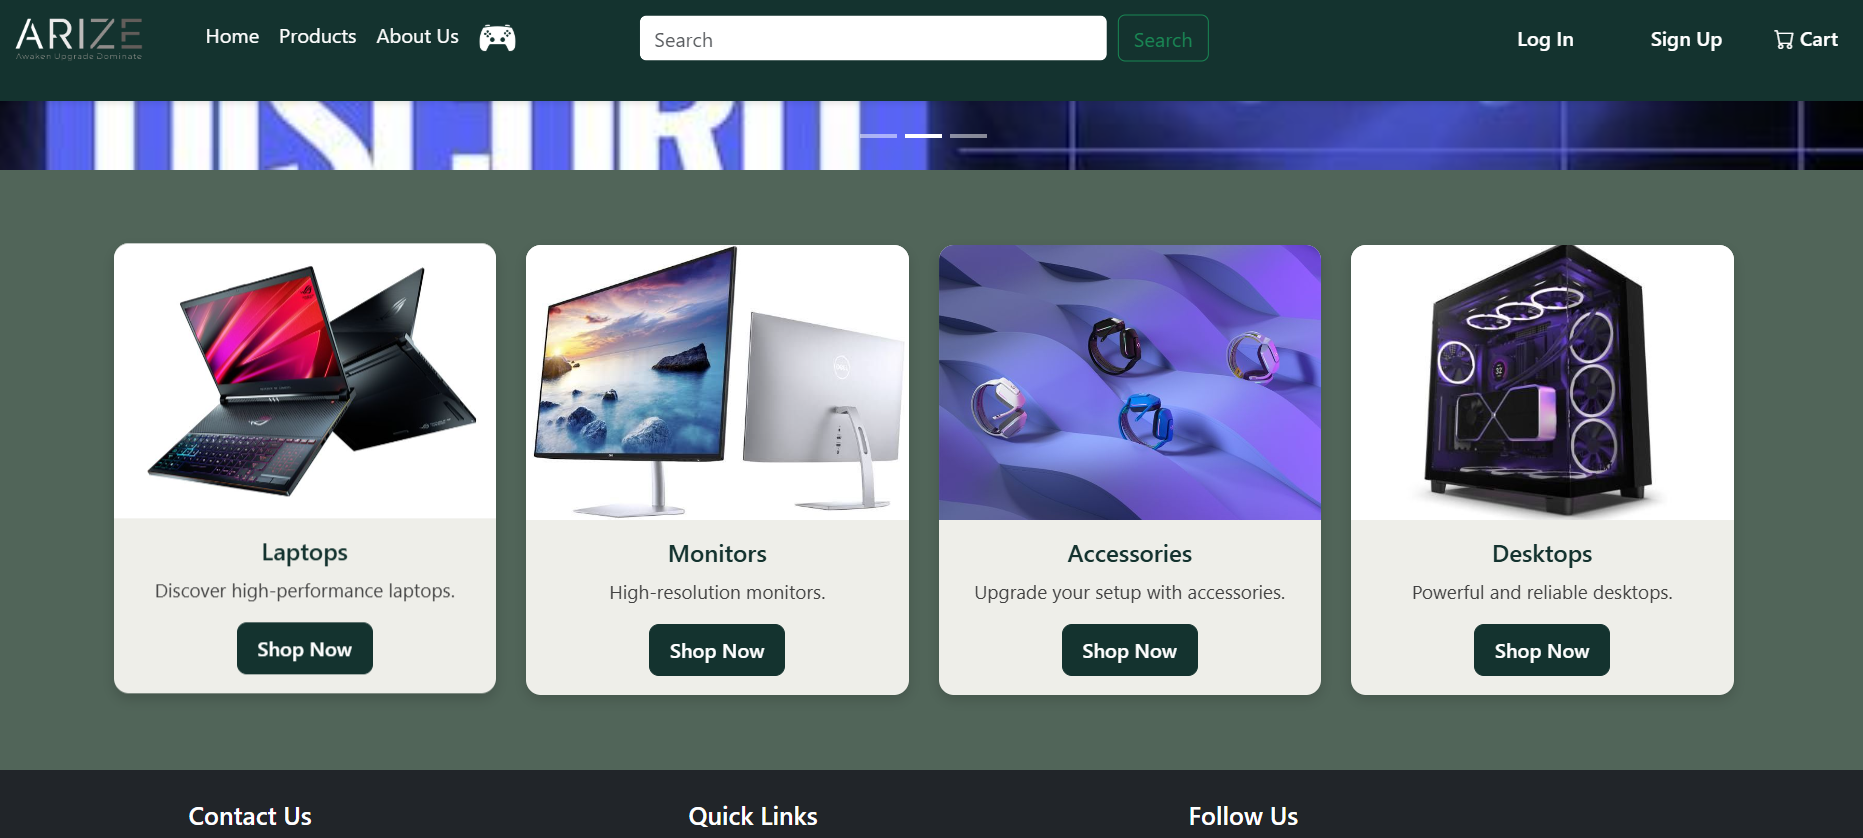 ARIZE
Awaken Upgrade Dominate
Home Products About Us
Search
Search
Log In
Sign Up
Cart
Laptops
Discover high-performance laptops.
Shop Now
Monitors
High-resolution monitors.
Shop Now
Accessories
Upgrade your setup with accessories.
Shop Now
Desktops
Powerful and reliable desktops.
Shop Now
Contact Us
Quick Links
Follow Us